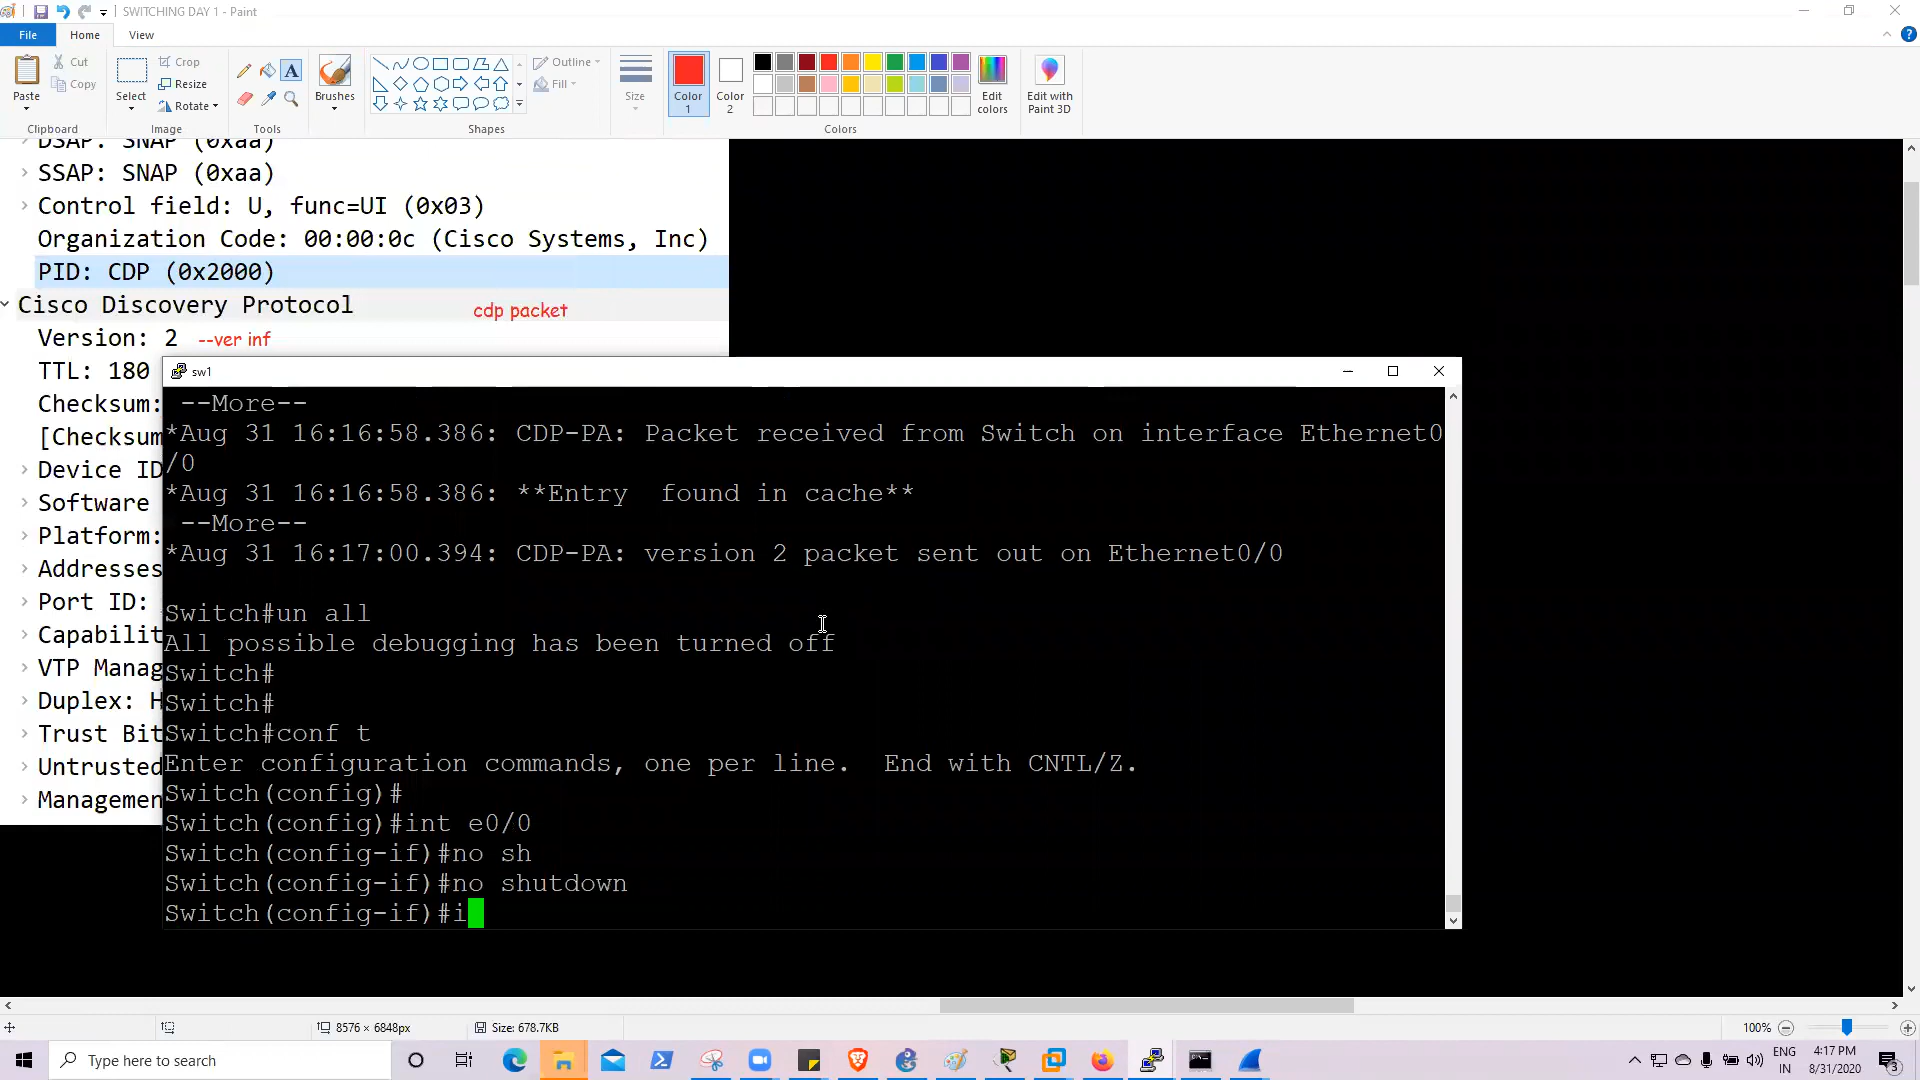 SWITCHING DAY 1 - Paint
File
Home
View
Paste
Cut
Copy
Clipboard
Select
Crop
Resize
Rotate
Image
Tools
Brushes
Shapes
Outline
Fill
Size
Color 1
Color 2
Edit colors
Colors
Edit with Paint 3D
DSAP: SNAP (0xaa)
SSAP: SNAP (0xaa)
Control field: U, func=UI (0x03)
Organization Code: 00:00:0c (Cisco Systems, Inc)
PID: CDP (0x2000)
Cisco Discovery Protocol
cdp packet
Version: 2 --ver inf
TTL: 180
Checksum:
[Checksum
Device ID
Software
Platform:
Addresses
Port ID:
Capabilit
VTP Manag
Duplex: H
Trust Bit
Untrusted
Managemen
sw1
--More--
*Aug 31 16:16:58.386: CDP-PA: Packet received from Switch on interface Ethernet0
/0
*Aug 31 16:16:58.386: **Entry  found in cache**
--More--
*Aug 31 16:17:00.394: CDP-PA: version 2 packet sent out on Ethernet0/0
Switch#un all
All possible debugging has been turned off
Switch#
Switch#
Switch#conf t
Enter configuration commands, one per line.  End with CNTL/Z.
Switch(config)#
Switch(config)#int e0/0
Switch(config-if)#no sh
Switch(config-if)#no shutdown
Switch(config-if)#i
8576 × 6848px
Size: 678.7KB
100%
Type here to search
ENG
IN
4:17 PM
8/31/2020
3